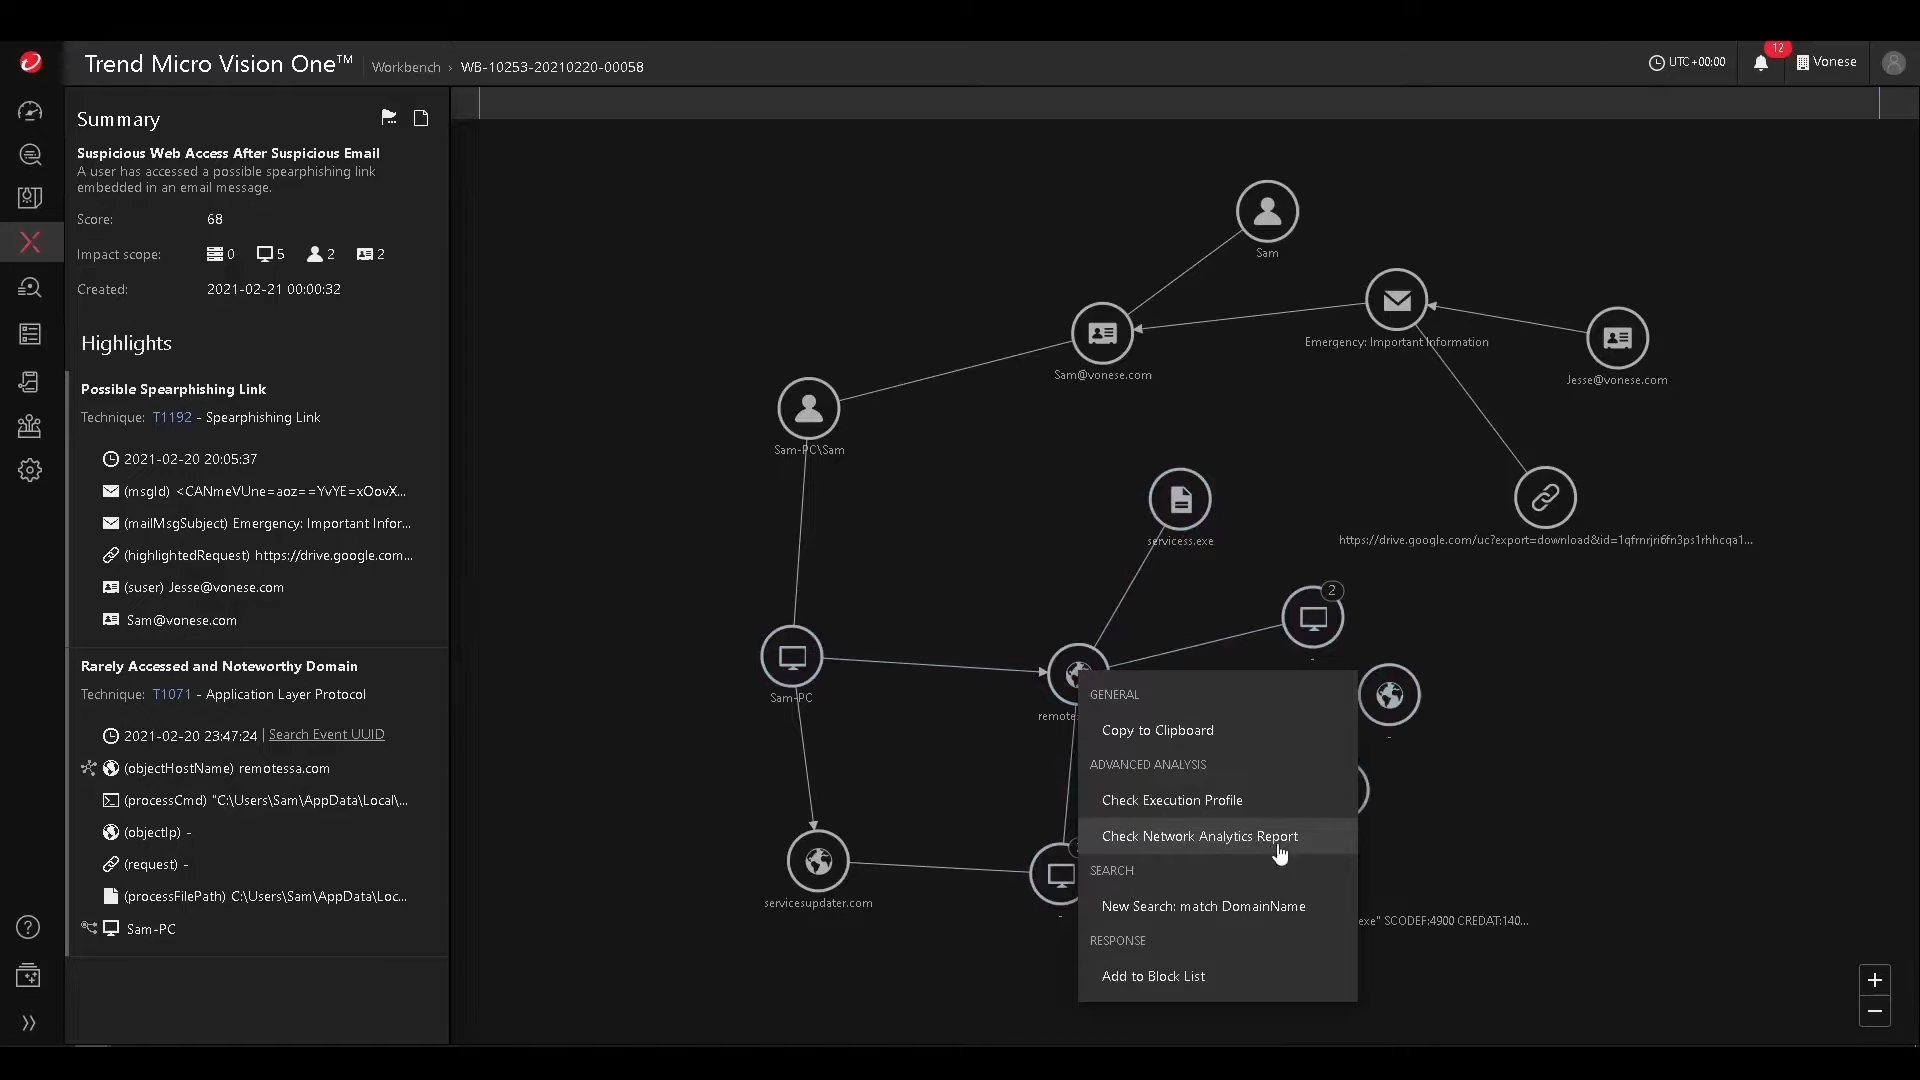 Trend Micro Vision One™
Workbench › WB-10253-20210220-00058
UTC+00:00
12
Vonese
Summary
Suspicious Web Access After Suspicious Email
A user has accessed a possible spearphishing link
embedded in an email message.
Score: 68
Impact scope: 0 5 2 2
Created: 2021-02-21 00:00:32
Highlights
Possible Spearphishing Link
Technique: T1192 - Spearphishing Link
2021-02-20 20:05:37
(msgId) <CANmeVUne=aoz==YvYE=xOovX...
(mailMsgSubject) Emergency: Important Infor...
(highlightedRequest) https://drive.google.com...
(suser) Jesse@vonese.com
Sam@vonese.com
Rarely Accessed and Noteworthy Domain
Technique: T1071 - Application Layer Protocol
2021-02-20 23:47:24 | Search Event UUID
(objectHostName) remotessa.com
(processCmd) "C:\Users\Sam\AppData\Local\...
(objectIp) -
(request) -
(processFilePath) C:\Users\Sam\AppData\Loc...
Sam-PC
Sam
Emergency: Important Information
Sam@vonese.com
Jesse@vonese.com
Sam-PC\Sam
servicess.exe
https://drive.google.com/uc?export=download&id=1qfrnrjri6fn3ps1rhhcqa1...
2
-
Sam-PC
remotes
-
GENERAL
Copy to Clipboard
ADVANCED ANALYSIS
Check Execution Profile
Check Network Analytics Report
SEARCH
New Search: match DomainName
RESPONSE
Add to Block List
servicesupdater.com
-
exe" SCODEF:4900 CREDAT:140...
+
−